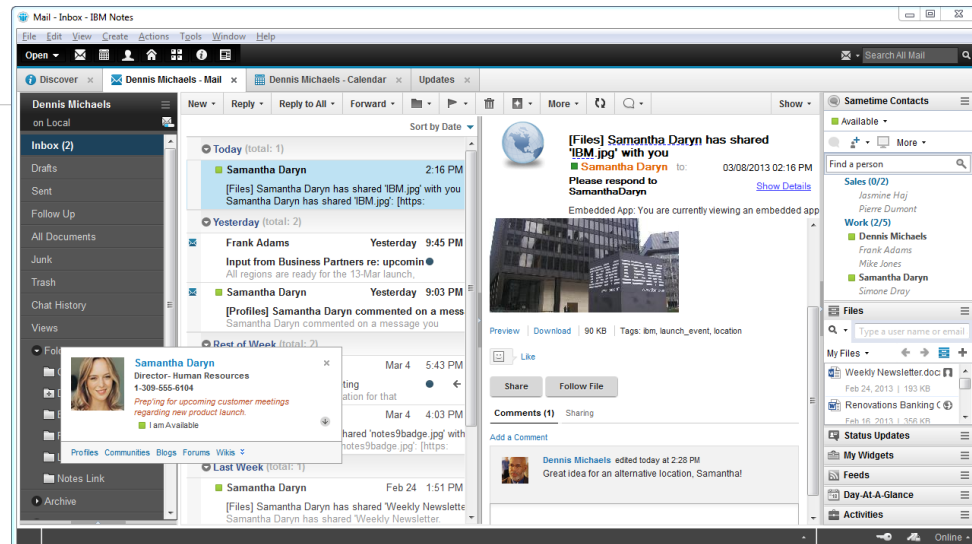 Mail - Inbox - IBM Notes
File Edit View Create Actions Tools Window Help
Open
Search All Mail
Discover
Dennis Michaels - Mail
Dennis Michaels - Calendar
Updates
Dennis Michaels
on Local
Inbox (2)
Drafts
Sent
Follow Up
All Documents
Junk
Trash
Chat History
Views
Notes Link
Archive
New Reply Reply to All Forward More Show
Sort by Date
Today (total: 1)
Samantha Daryn 2:16 PM
[Files] Samantha Daryn has shared 'IBM.jpg' with you
Samantha Daryn has shared 'IBM.jpg': [https:
Yesterday (total: 2)
Frank Adams Yesterday 9:45 PM
Input from Business Partners re: upcomin
All regions are ready for the 13-Mar launch,
Samantha Daryn Yesterday 9:03 PM
[Profiles] Samantha Daryn commented on a mess
Samantha Daryn commented on a message you
Rest of Week (total: 2)
Mar 4 5:43 PM
ting
ation for that
Mar 4 4:03 PM
hared 'notes9badge.jpg' with
notes9badge.jpg': [https:
Last Week (total: 1)
Samantha Daryn Feb 24 1:51 PM
[Files] Samantha Daryn has shared 'Weekly Newslette
Samantha Daryn has shared 'Weekly Newsletter
Samantha Daryn
Director- Human Resources
1-309-555-6104
Prep'ing for upcoming customer meetings
regarding new product launch.
I am Available
Profiles Communities Blogs Forums Wikis
[Files] Samantha Daryn has shared
'IBM.jpg' with you
Samantha Daryn to: 03/08/2013 02:16 PM
Please respond to
SamanthaDaryn
Show Details
Embedded App: You are currently viewing an embedded app
IBM
Preview Download 90 KB Tags: ibm, launch_event, location
Like
Share Follow File
Comments (1) Sharing
Add a Comment
Dennis Michaels edited today at 2:28 PM
Great idea for an alternative location, Samantha!
Sametime Contacts
Available
More
Find a person
Sales (0/2)
Jasmine Haj
Pierre Dumont
Work (2/5)
Dennis Michaels
Frank Adams
Mike Jones
Samantha Daryn
Simone Dray
Files
Type a user name or email
My Files
Weekly Newsletter.doc
Feb 24, 2013 | 193 KB
Renovations Banking
Feb 16, 2013 | 356 KB
Status Updates
My Widgets
Feeds
Day-At-A-Glance
Activities
Online